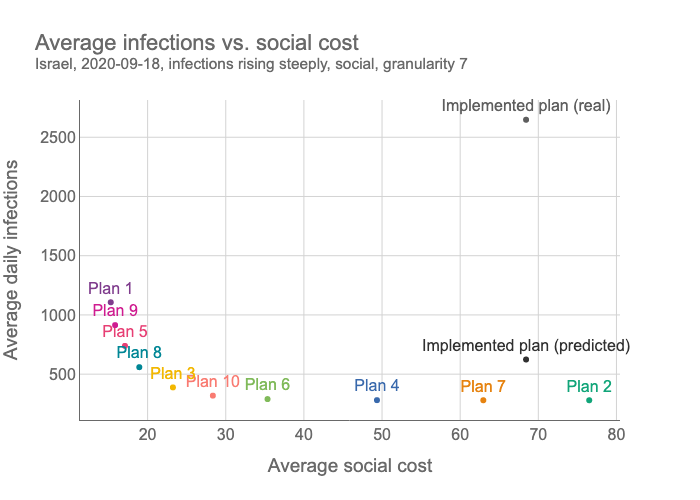 Average infections vs. social cost
Israel, 2020-09-18, infections rising steeply, social, granularity 7
Implemented plan (real)
2500
2000
1500
Plan 1
Plan 9
1000
Plan 5
Plan 8
Implemented plan (predicted)
Plan 3
500
Plan 10
Plan 6
Plan 4
Plan 7
Plan 2
20
30
40
50
60
70
80
Average social cost
Average daily infections